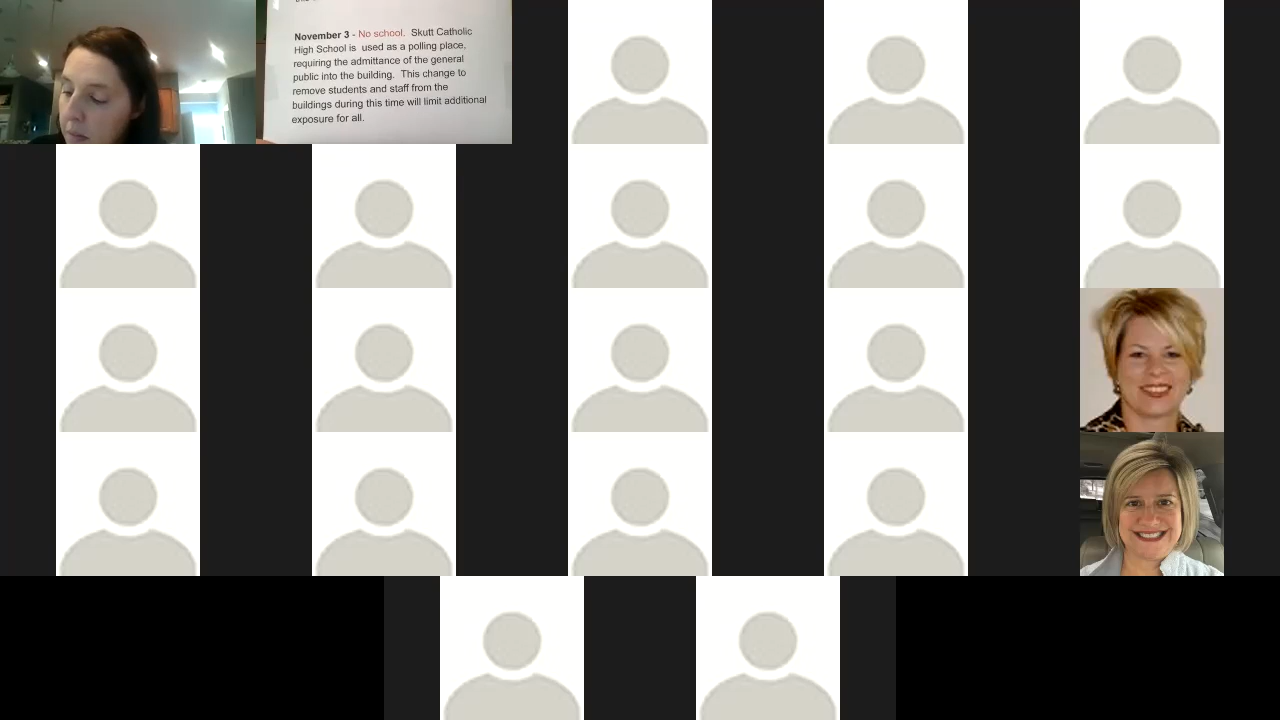 November 3 - No school. Skutt Catholic
High School is used as a polling place,
requiring the admittance of the general
public into the building. This change to
remove students and staff from the
buildings during this time will limit additional
exposure for all.